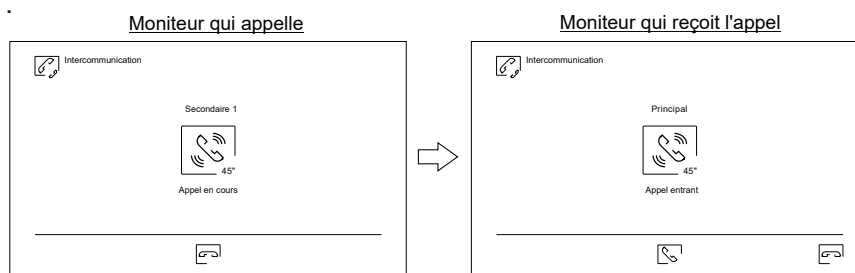 Moniteur qui appelle
Intercommunication
Secondaire 1
45"
Appel en cours
Moniteur qui reçoit l'appel
Intercommunication
Principal
45"
Appel entrant